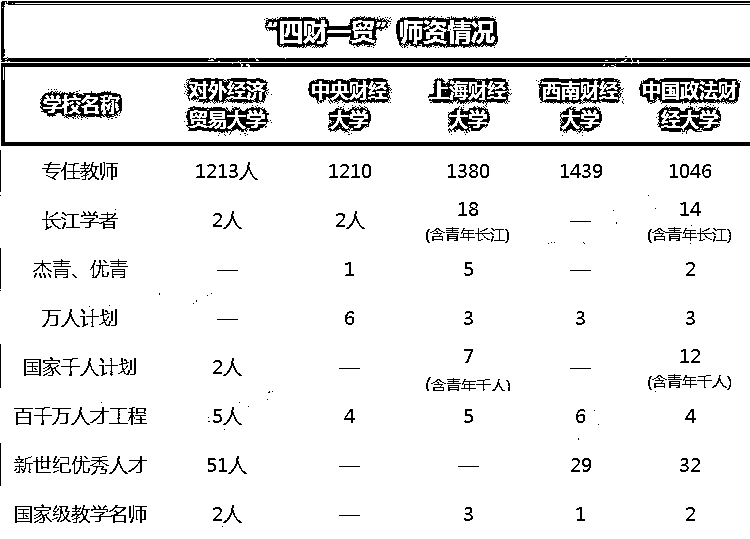 “四财一贸”师资情况
学校名称 对外经济贸易大学 中央财经大学 上海财经大学 西南财经大学 中国政法财经大学
专任教师 1213人 1210 1380 1439 1046
长江学者 2人 2人 18(含青年长江) — 14(含青年长江)
杰青、优青 — 1 5 — 2
万人计划 — 6 3 3 3
国家千人计划 2人 — 7(含青年千人) — 12(含青年千人)
百千万人才工程 5人 4 5 6 4
新世纪优秀人才 51人 — — 29 32
国家级教学名师 2人 — 3 1 2